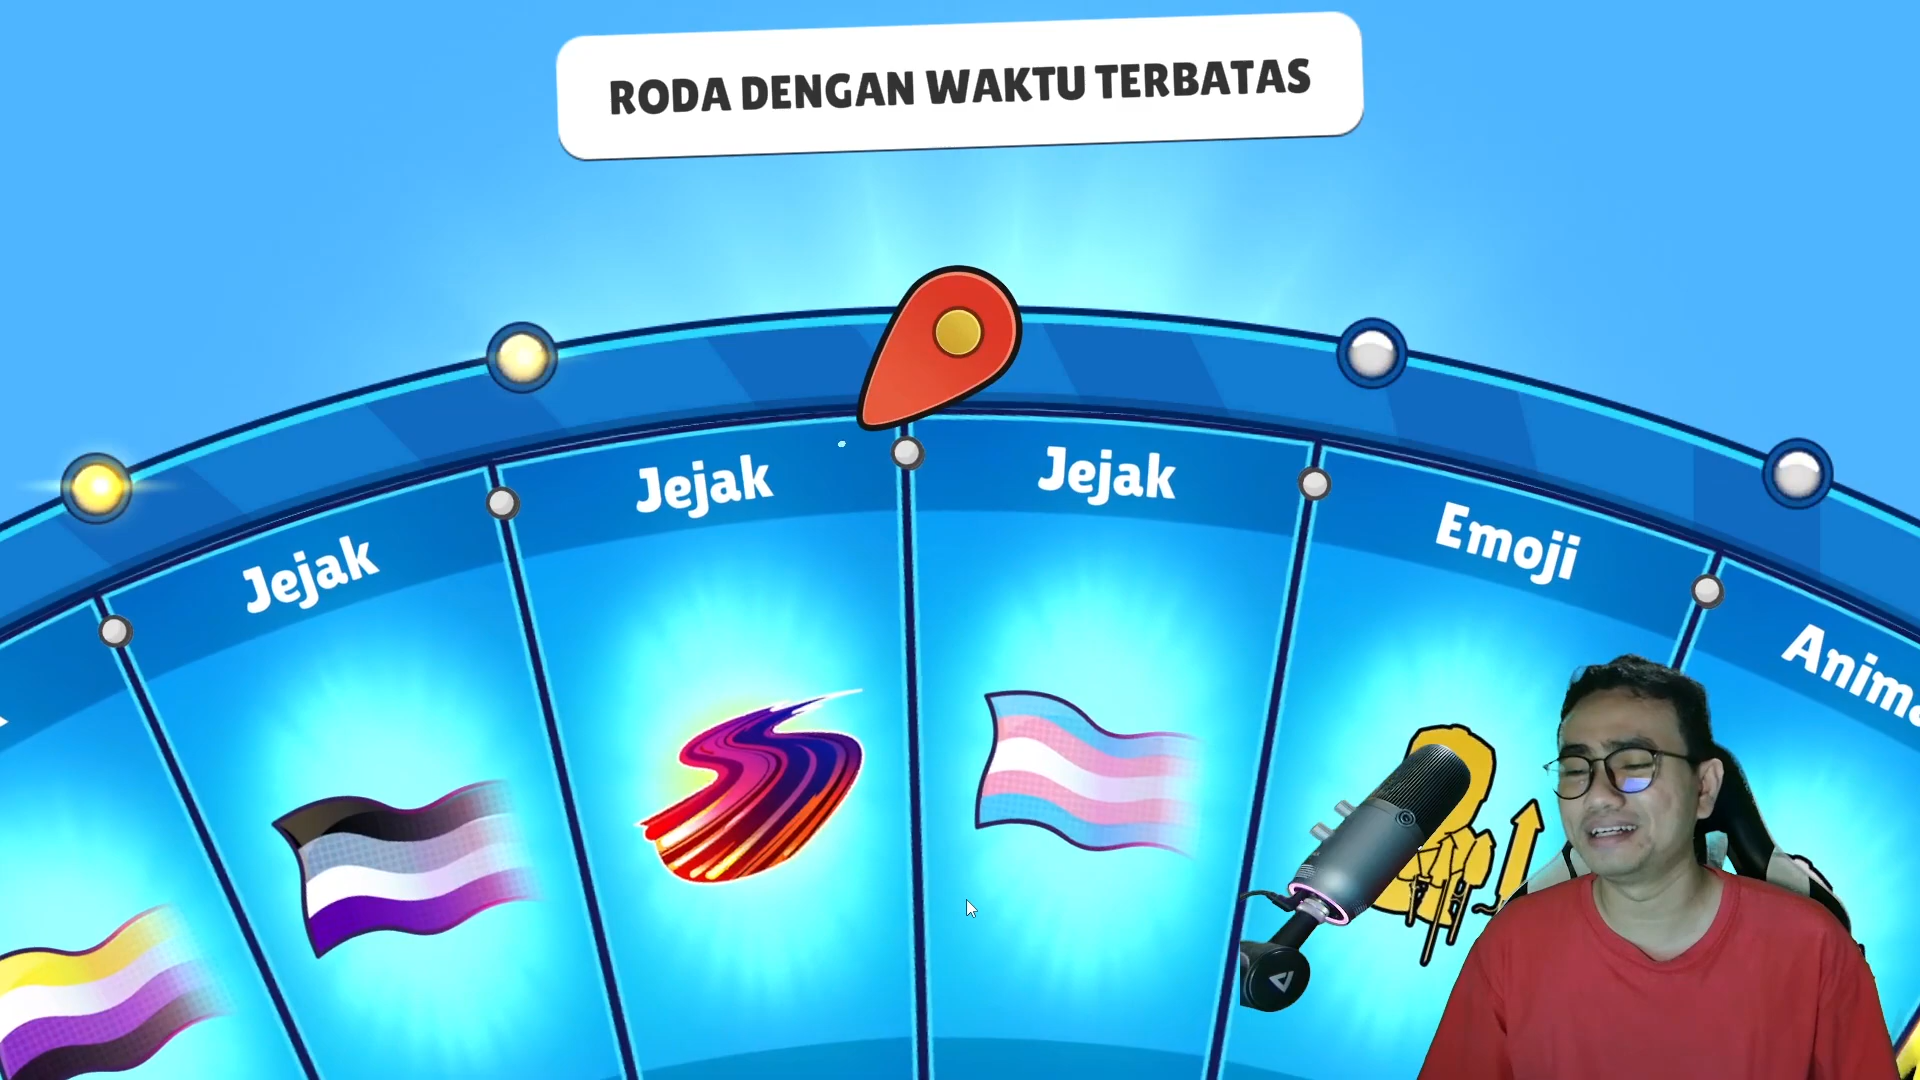 RODA DENGAN WAKTU TERBATAS
Jejak
Jejak
Jejak
Emoji